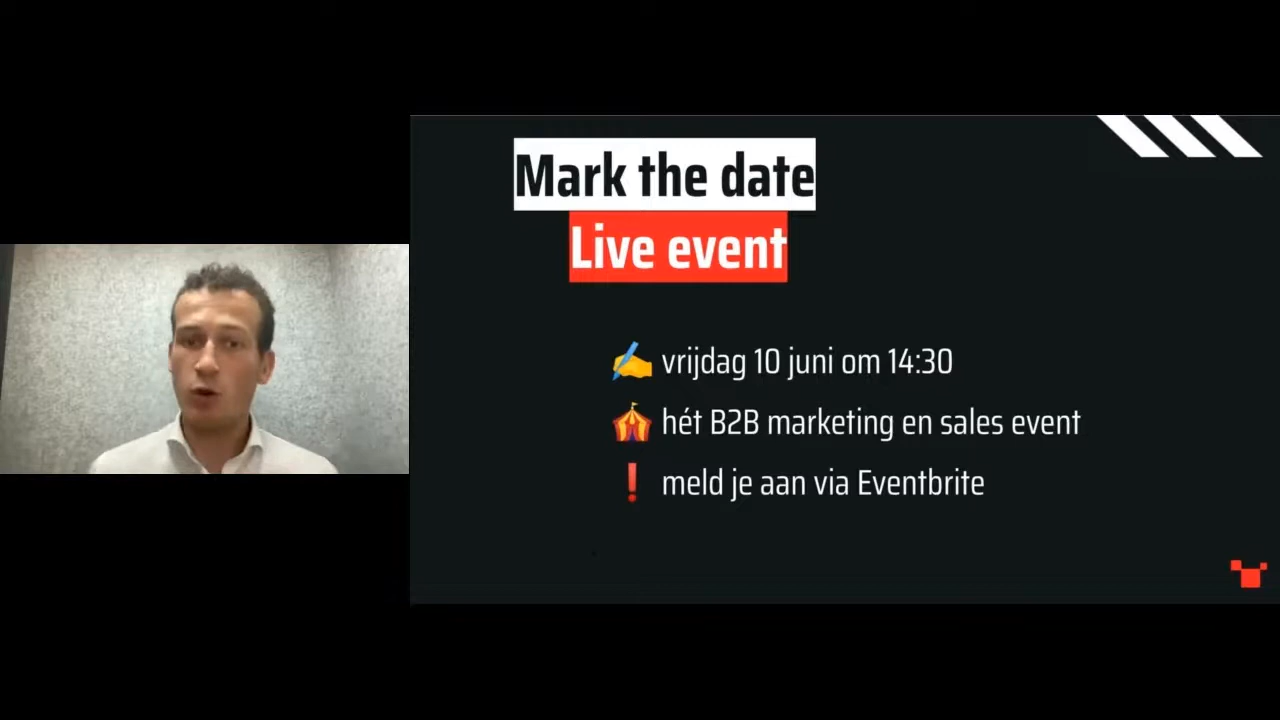 Mark the date
Live event
vrijdag 10 juni om 14:30
hét B2B marketing en sales event
meld je aan via Eventbrite